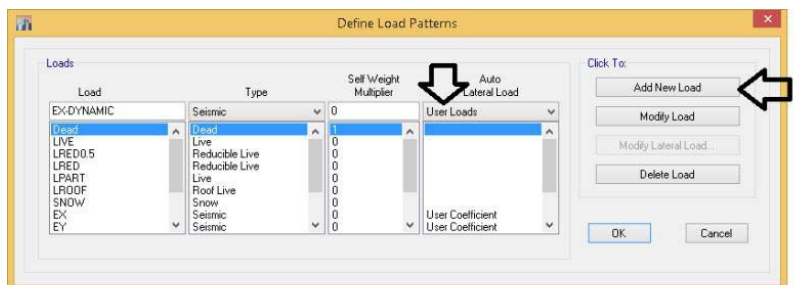 Define Load Patterns
Loads
Click To:
Load
Type
Self Weight
Multiplier
Auto
Lateral Load
EX-DYNAMIC
Seismic
0
User Loads
Dead
Dead
1
LIVE
Live
0
LRED0.5
Reducible Live
0
LRED
Reducible Live
0
LPART
Live
0
LROOF
Roof Live
0
SNOW
Snow
0
EX
Seismic
0
User Coefficient
EY
Seismic
0
User Coefficient
Add New Load
Modify Load
Modify Lateral Load...
Delete Load
OK
Cancel